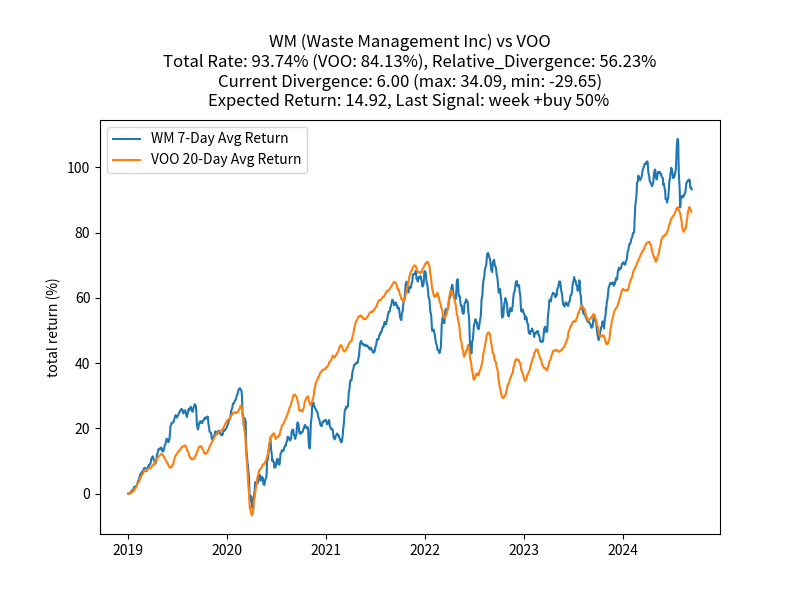 WM (Waste Management Inc) vs VOO
Total Rate: 93.74% (VOO: 84.13%), Relative_Divergence: 56.23%
Current Divergence: 6.00 (max: 34.09, min: -29.65)
Expected Return: 14.92, Last Signal: week +buy 50%
WM 7-Day Avg Return
VOO 20-Day Avg Return
total return (%)
100
80
60
40
20
0
2019 2020 2021 2022 2023 2024